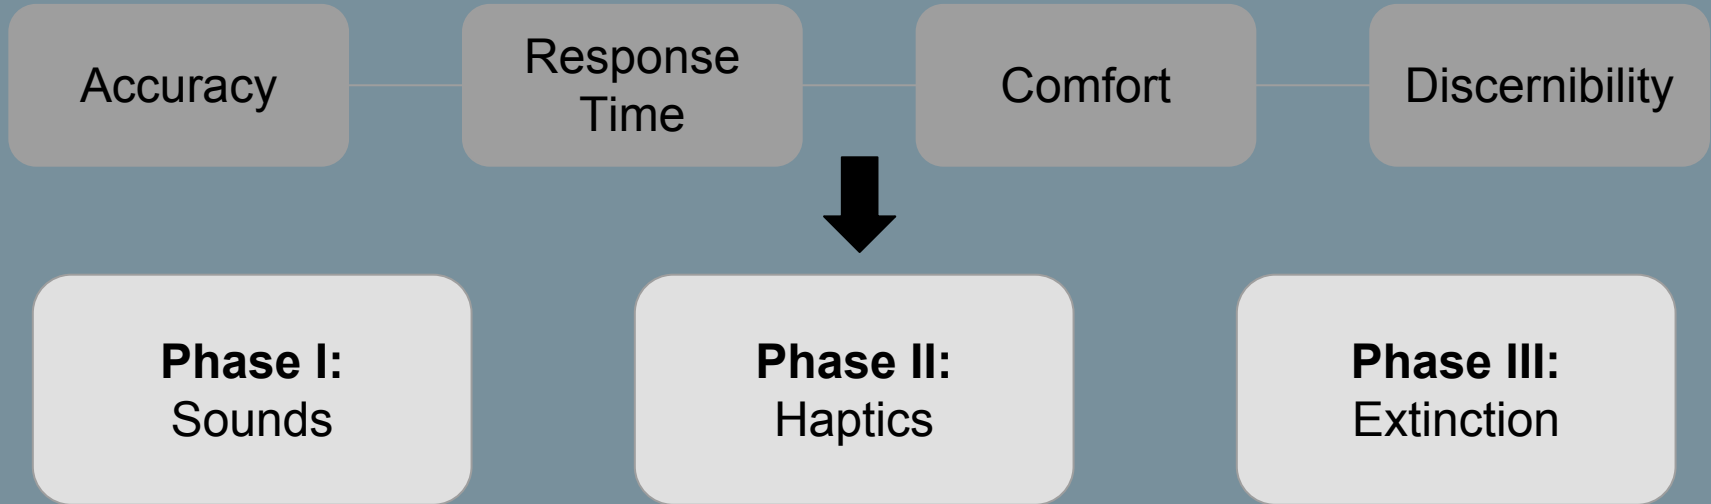 Accuracy
Response
Time
Comfort
Discernibility
Phase I:
Sounds
Phase II:
Haptics
Phase III:
Extinction